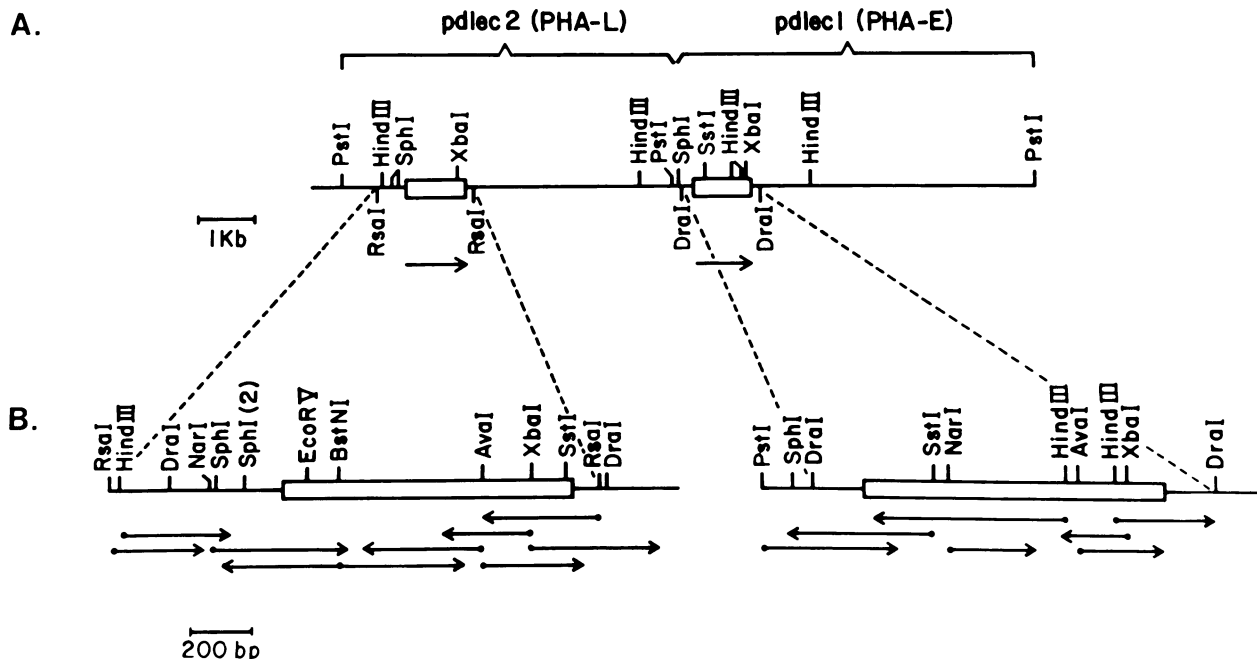 A.
pdlec2 (PHA-L)
pdlec1 (PHA-E)
PstI
HindIII
SphI
XbaI
HindIII
PstI
SphI
SstI
HindIII
XbaI
HindIII
PstI
RsaI
RsaI
DraI
DraI
1Kb
B.
RsaI
HindIII
DraI
NarI
SphI
SphI (2)
EcoRV
BstNI
AvaI
XbaI
SstI
RsaI
DraI
PstI
SphI
DraI
SstI
NarI
HindIII
AvaI
HindIII
XbaI
DraI
200 bp